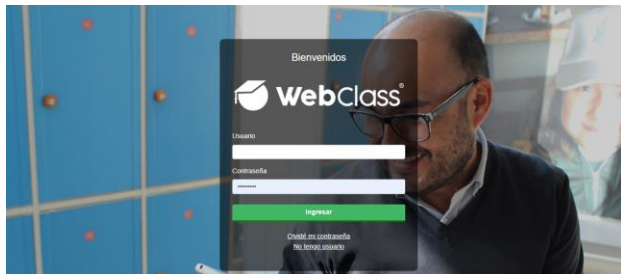 Bienvenidos
WebClass®
Usuario
Contraseña
Ingresar
Olvidé mi contraseña
No tengo usuario